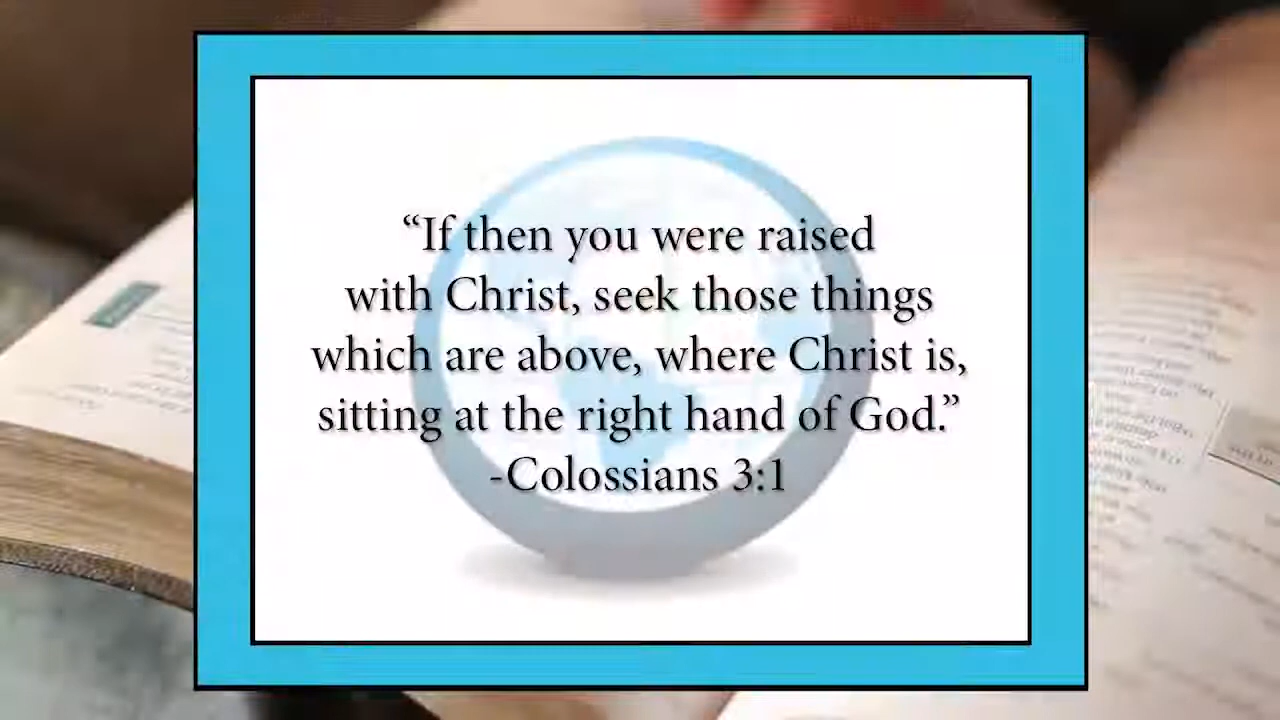 “If then you were raised
with Christ, seek those things
which are above, where Christ is,
sitting at the right hand of God.”
-Colossians 3:1